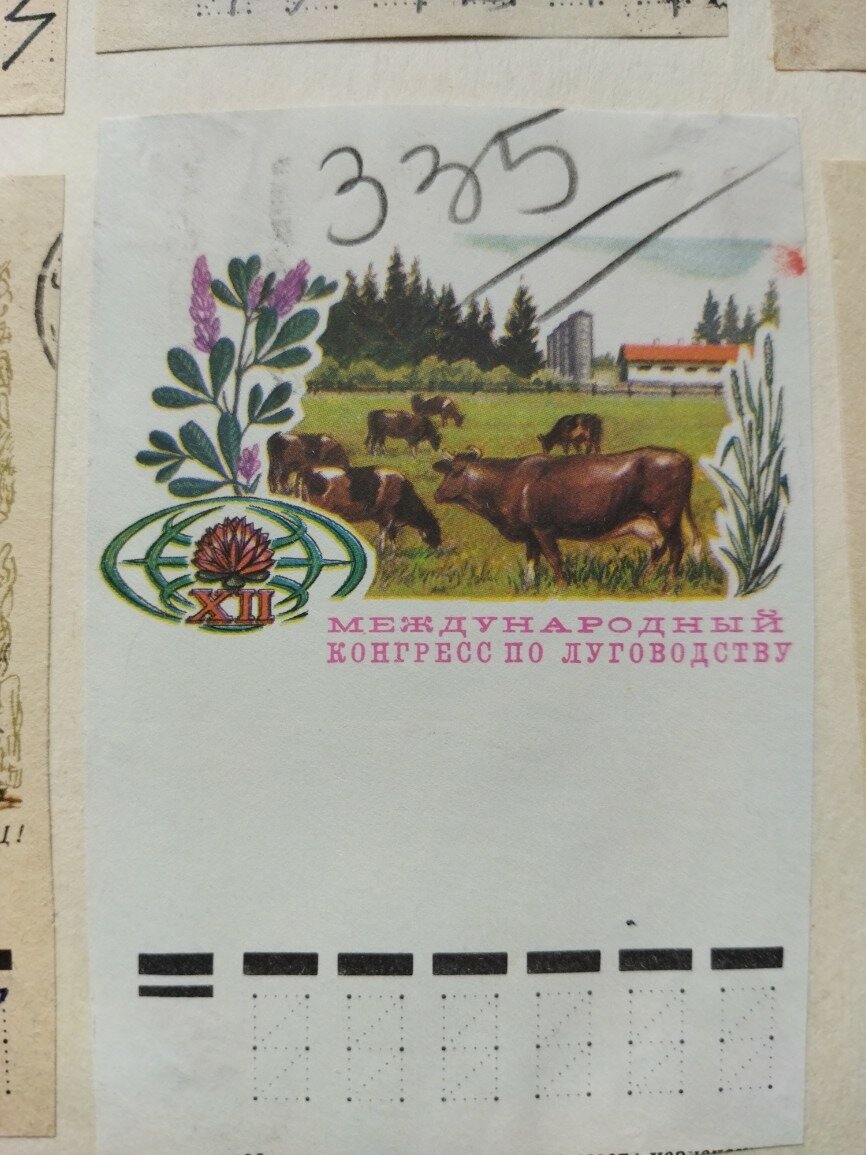 335
XII
МЕЖДУНАРОДНЫЙ
КОНГРЕСС ПО ЛУГОВОДСТВУ